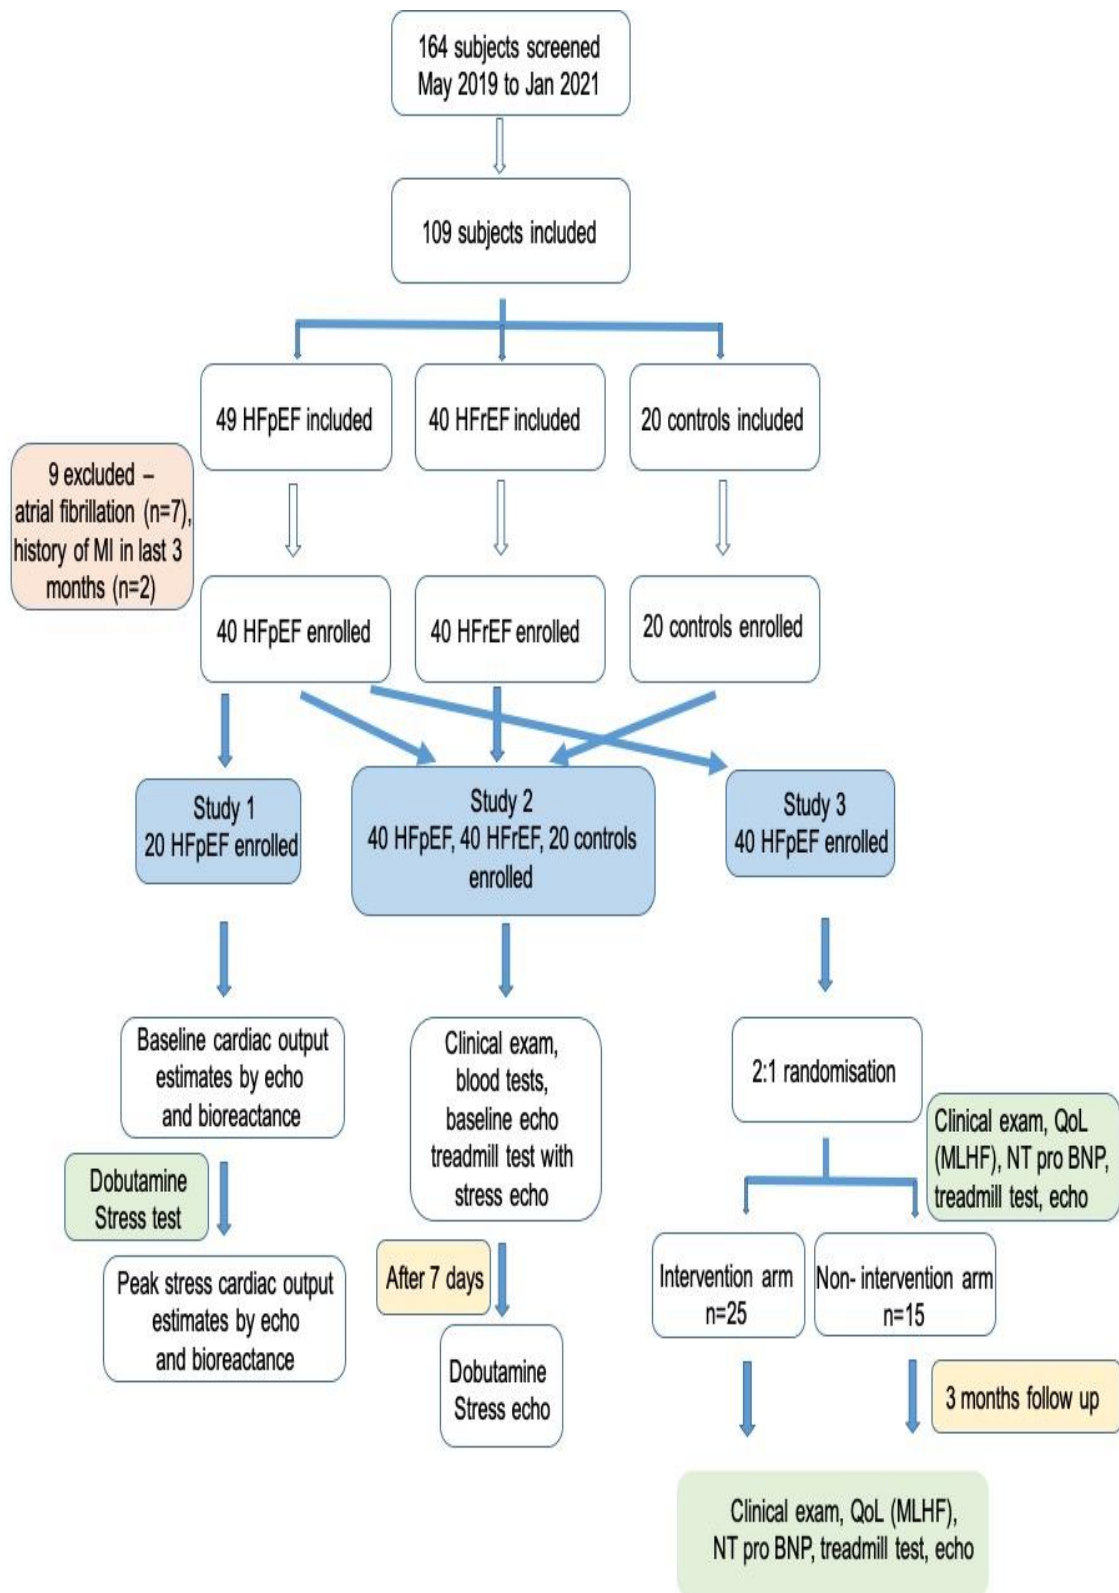 164 subjects screened
May 2019 to Jan 2021
109 subjects included
49 HFpEF included
40 HFrEF included
20 controls included
9 excluded –
atrial fibrillation (n=7),
history of MI in last 3
months (n=2)
40 HFpEF enrolled
40 HFrEF enrolled
20 controls enrolled
Study 1
20 HFpEF enrolled
Study 2
40 HFpEF, 40 HFrEF, 20 controls
enrolled
Study 3
40 HFpEF enrolled
Baseline cardiac output
estimates by echo
and bioreactance
Dobutamine
Stress test
Peak stress cardiac output
estimates by echo
and bioreactance
Clinical exam,
blood tests,
baseline echo
treadmill test with
stress echo
After 7 days
Dobutamine
Stress echo
2:1 randomisation
Clinical exam, QoL
(MLHF), NT pro BNP,
treadmill test, echo
Intervention arm
n=25
Non- intervention arm
n=15
3 months follow up
Clinical exam, QoL (MLHF),
NT pro BNP, treadmill test, echo